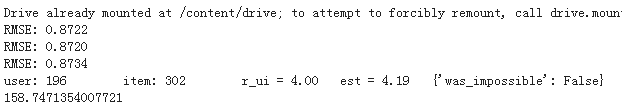 Drive already mounted at /content/drive; to attempt to forcibly remount, call drive.moun
RMSE: 0.8722
RMSE: 0.8720
RMSE: 0.8734
user: 196 item: 302 r_ui = 4.00 est = 4.19 {'was_impossible': False}
158.7471354007721